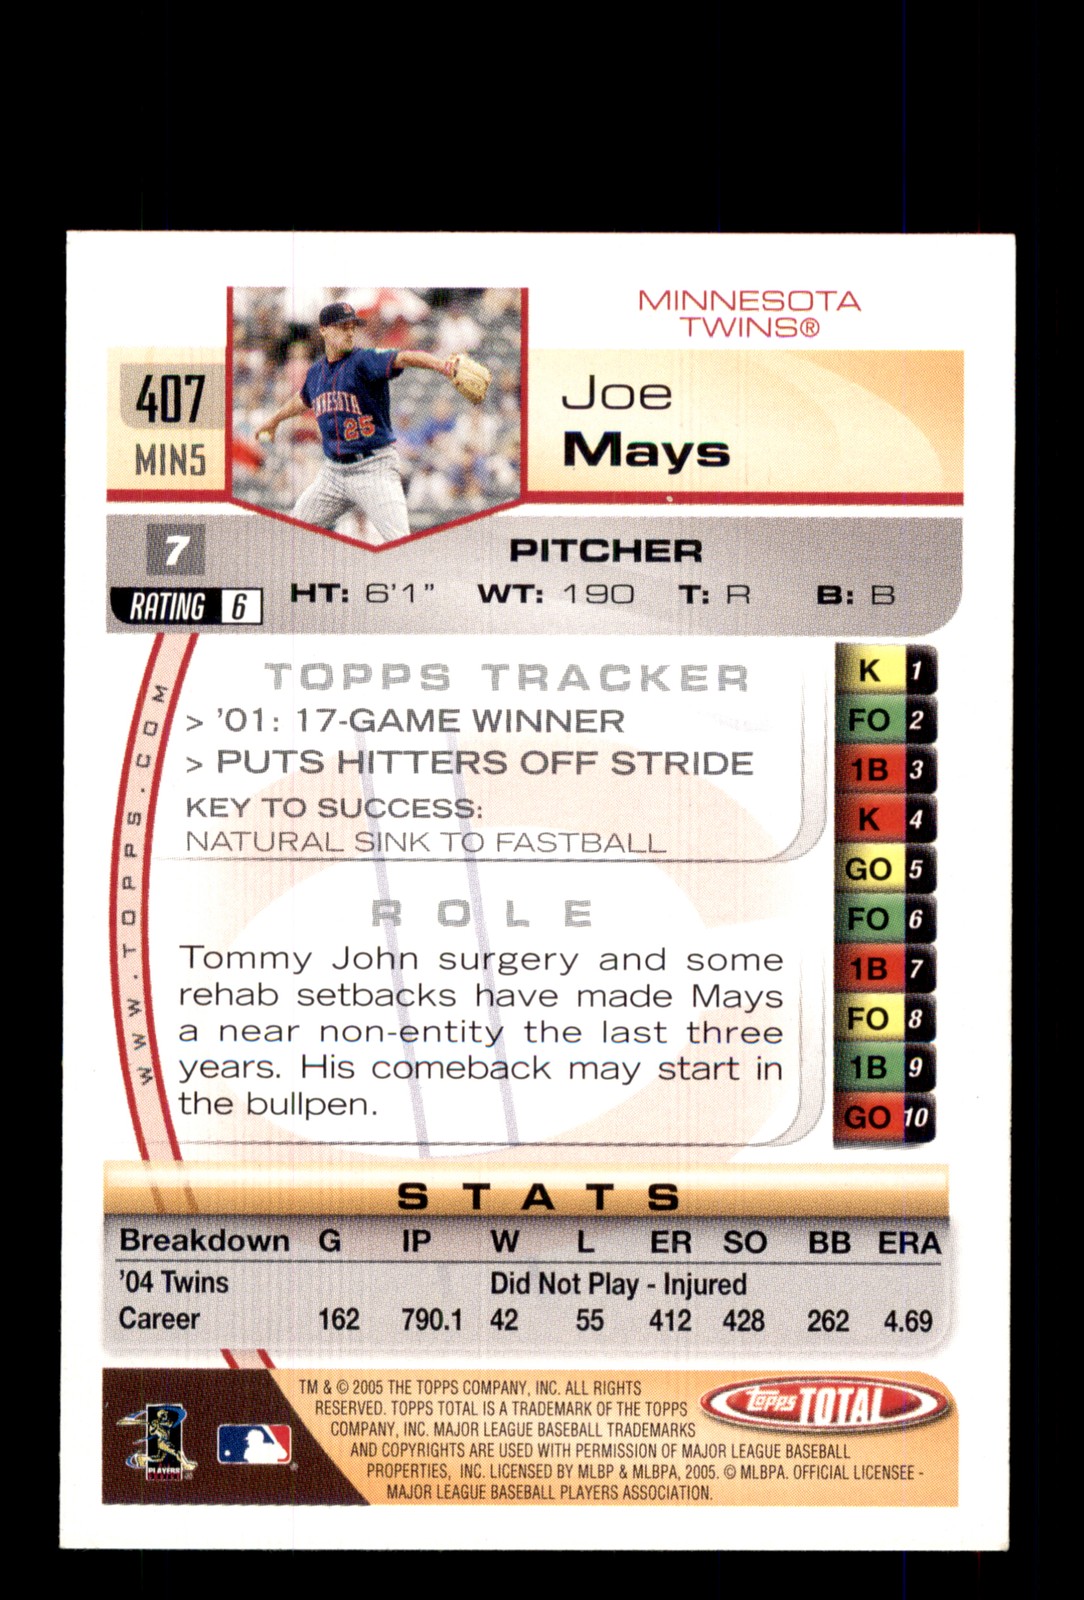 MINNESOTA
TWINS®
407
MIN5
Joe
Mays
NNESOTA
25
7
RATING 6
PITCHER
HT: 6'1" WT: 190 T: R B: B
WWW.TOPPS.COM
TOPPS TRACKER
> '01: 17-GAME WINNER
> PUTS HITTERS OFF STRIDE
KEY TO SUCCESS:
NATURAL SINK TO FASTBALL
ROLE
Tommy John surgery and some
rehab setbacks have made Mays
a near non-entity the last three
years. His comeback may start in
the bullpen.
K 1
FO 2
1B 3
K 4
GO 5
FO 6
1B 7
FO 8
1B 9
GO 10
STATS
Breakdown G IP W L ER SO BB ERA
'04 Twins Did Not Play - Injured
Career 162 790.1 42 55 412 428 262 4.69
TM & © 2005 THE TOPPS COMPANY, INC. ALL RIGHTS
RESERVED. TOPPS TOTAL IS A TRADEMARK OF THE TOPPS
COMPANY, INC. MAJOR LEAGUE BASEBALL TRADEMARKS
AND COPYRIGHTS ARE USED WITH PERMISSION OF MAJOR LEAGUE BASEBALL
PROPERTIES, INC. LICENSED BY MLBP & MLBPA, 2005. © MLBPA. OFFICIAL LICENSEE -
MAJOR LEAGUE BASEBALL PLAYERS ASSOCIATION.
Topps TOTAL
PLAYERS